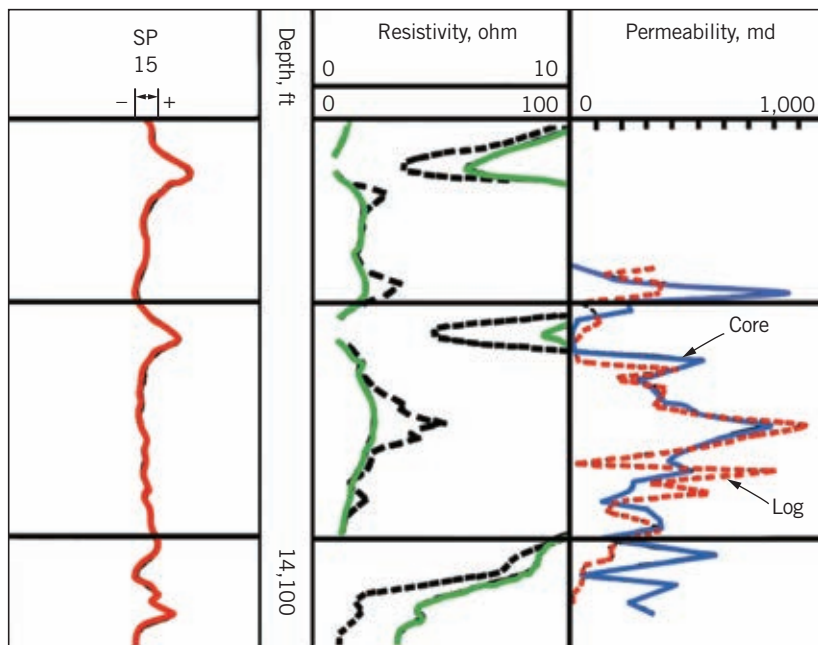 SP
15
– +
Depth, ft
Resistivity, ohm
0 10
0 100
Permeability, md
0 1,000
Core
Log
14,100